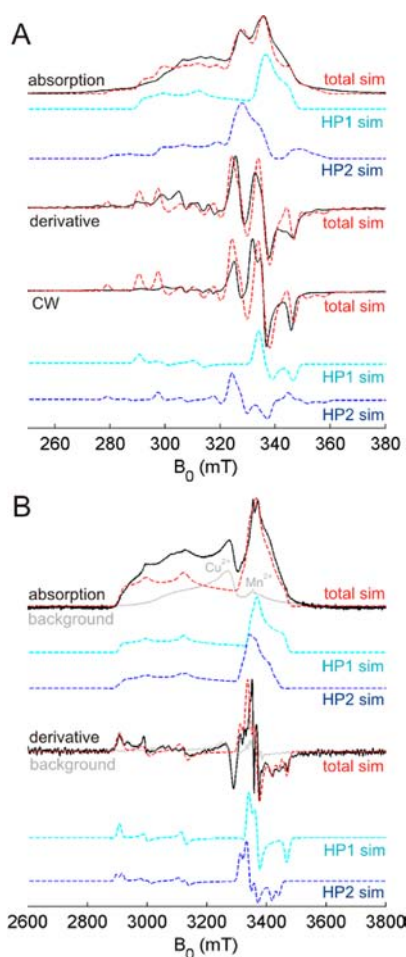 A
absorption
total sim
HP1 sim
HP2 sim
derivative
total sim
CW
total sim
HP1 sim
HP2 sim
260 280 300 320 340 360 380
B0 (mT)
B
Cu2+
Mn2+
absorption
total sim
background
HP1 sim
HP2 sim
derivative
background
total sim
HP1 sim
HP2 sim
2600 2800 3000 3200 3400 3600 3800
B0 (mT)